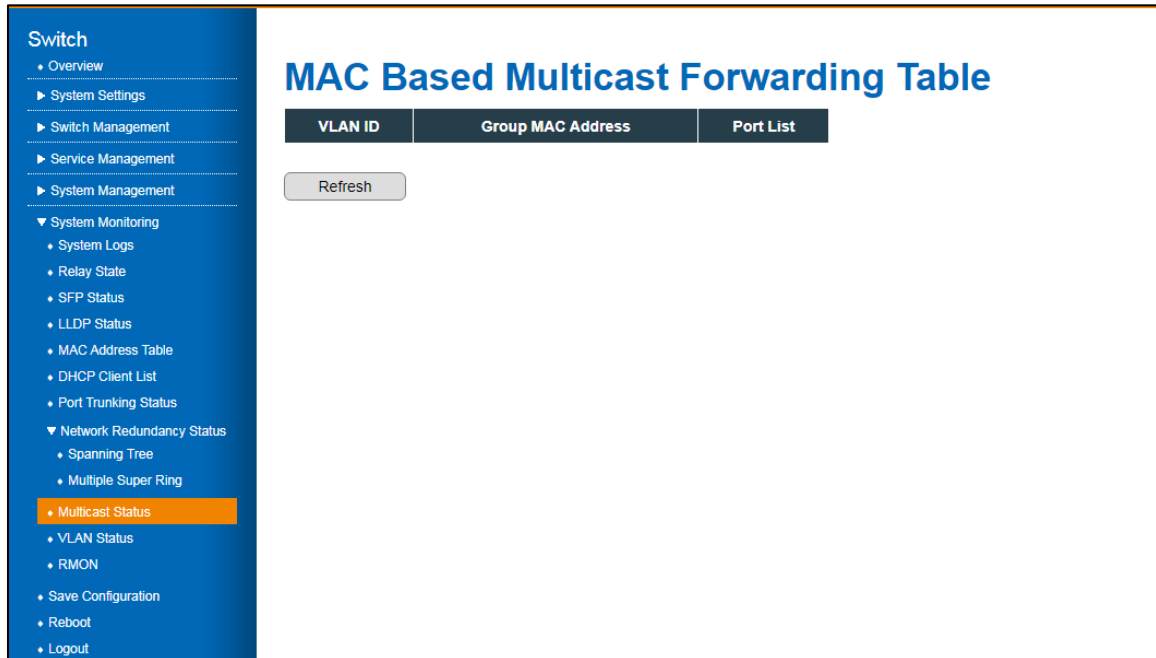 Switch
Overview
System Settings
Switch Management
Service Management
System Management
System Monitoring
System Logs
Relay State
SFP Status
LLDP Status
MAC Address Table
DHCP Client List
Port Trunking Status
Network Redundancy Status
Spanning Tree
Multiple Super Ring
Multicast Status
VLAN Status
RMON
Save Configuration
Reboot
Logout
MAC Based Multicast Forwarding Table
VLAN ID Group MAC Address Port List
Refresh